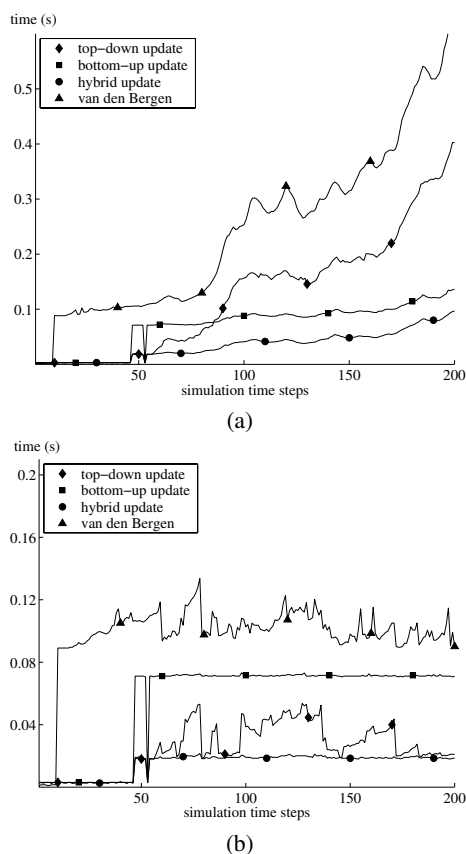 time (s)
top−down update
bottom−up update
hybrid update
van den Bergen
0.5
0.4
0.3
0.2
0.1
50
100
150
200
simulation time steps
(a)
time (s)
0.2
top−down update
bottom−up update
hybrid update
van den Bergen
0.16
0.12
0.08
0.04
50
100
150
200
simulation time steps
(b)